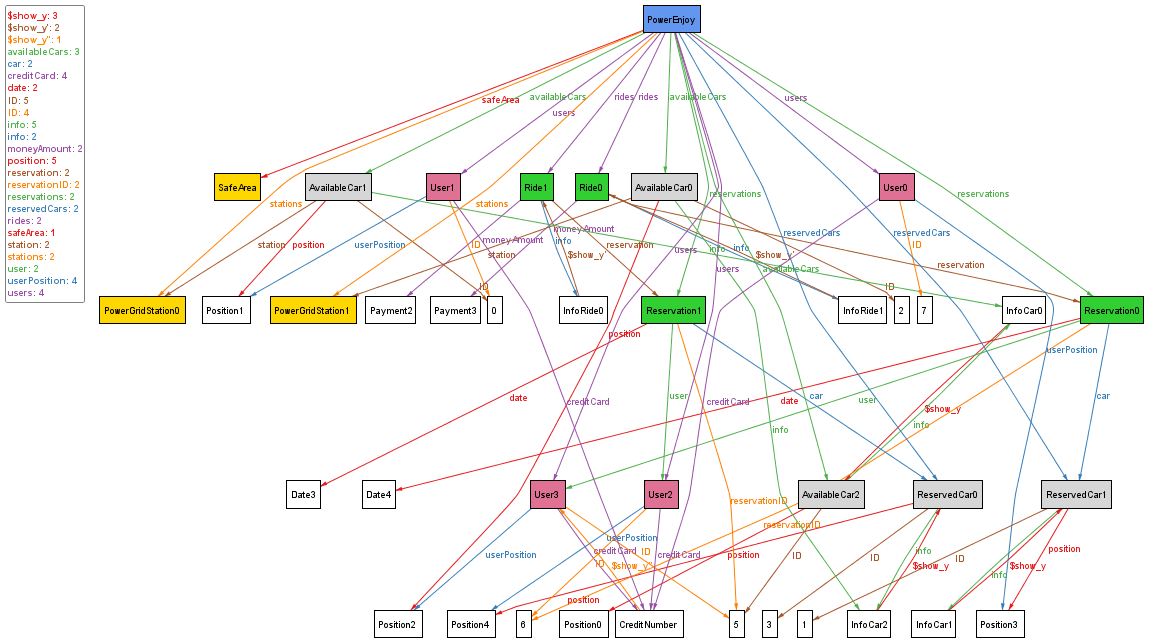 $show_y: 3
$show_y': 2
$show_y'': 1
availableCars: 3
car: 2
creditCard: 4
date: 2
ID: 5
ID: 4
info: 5
info: 2
moneyAmount: 2
position: 5
reservation: 2
reservationID: 2
reservations: 2
reservedCars: 2
rides: 2
safeArea: 1
station: 2
stations: 2
user: 2
userPosition: 4
users: 4
PowerEnjoy
safeArea
availableCars
users
rides
rides
availableCars
users
SafeArea
AvailableCar1
User1
Ride1
Ride0
AvailableCar0
User0
stations
stations
reservations
reservations
station
position
userPosition
ID
moneyAmount
station
moneyAmount
info
$show_y'
reservation
users
users
info
info
$show_y'
availableCars
reservedCars
reservedCars
ID
reservation
ID
ID
PowerGridStation0
Position1
PowerGridStation1
Payment2
Payment3
0
InfoRide0
Reservation1
InfoRide1
2
7
InfoCar0
Reservation0
position
userPosition
date
creditCard
user
creditCard
date
car
user
$show_y
info
car
info
Date3
Date4
User3
User2
AvailableCar2
ReservedCar0
ReservedCar1
reservationID
reservationID
userPosition
userPosition
creditCard
ID
ID
$show_y''
creditCard
position
ID
ID
info
$show_y
ID
info
$show_y
position
position
Position2
Position4
6
Position0
CreditNumber
5
3
1
InfoCar2
InfoCar1
Position3